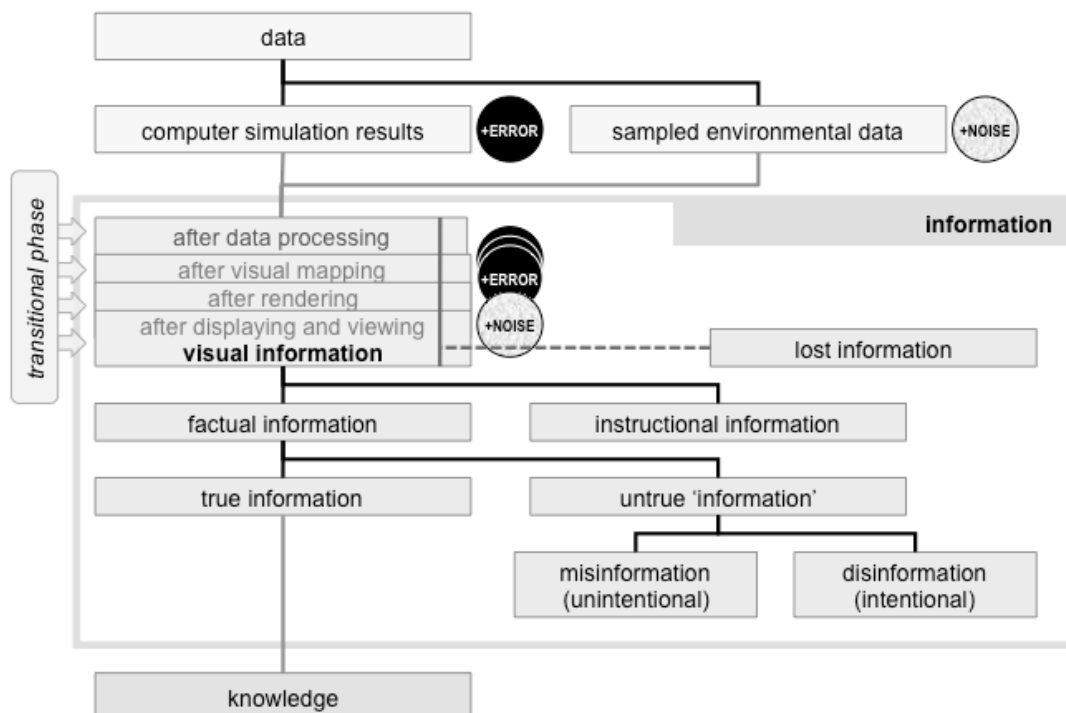 data
computer simulation results
+ERROR
sampled environmental data
+NOISE
transitional phase
information
after data processing
after visual mapping
+ERROR
after rendering
after displaying and viewing
+NOISE
visual information
lost information
factual information
instructional information
true information
untrue ‘information’
misinformation
(unintentional)
disinformation
(intentional)
knowledge